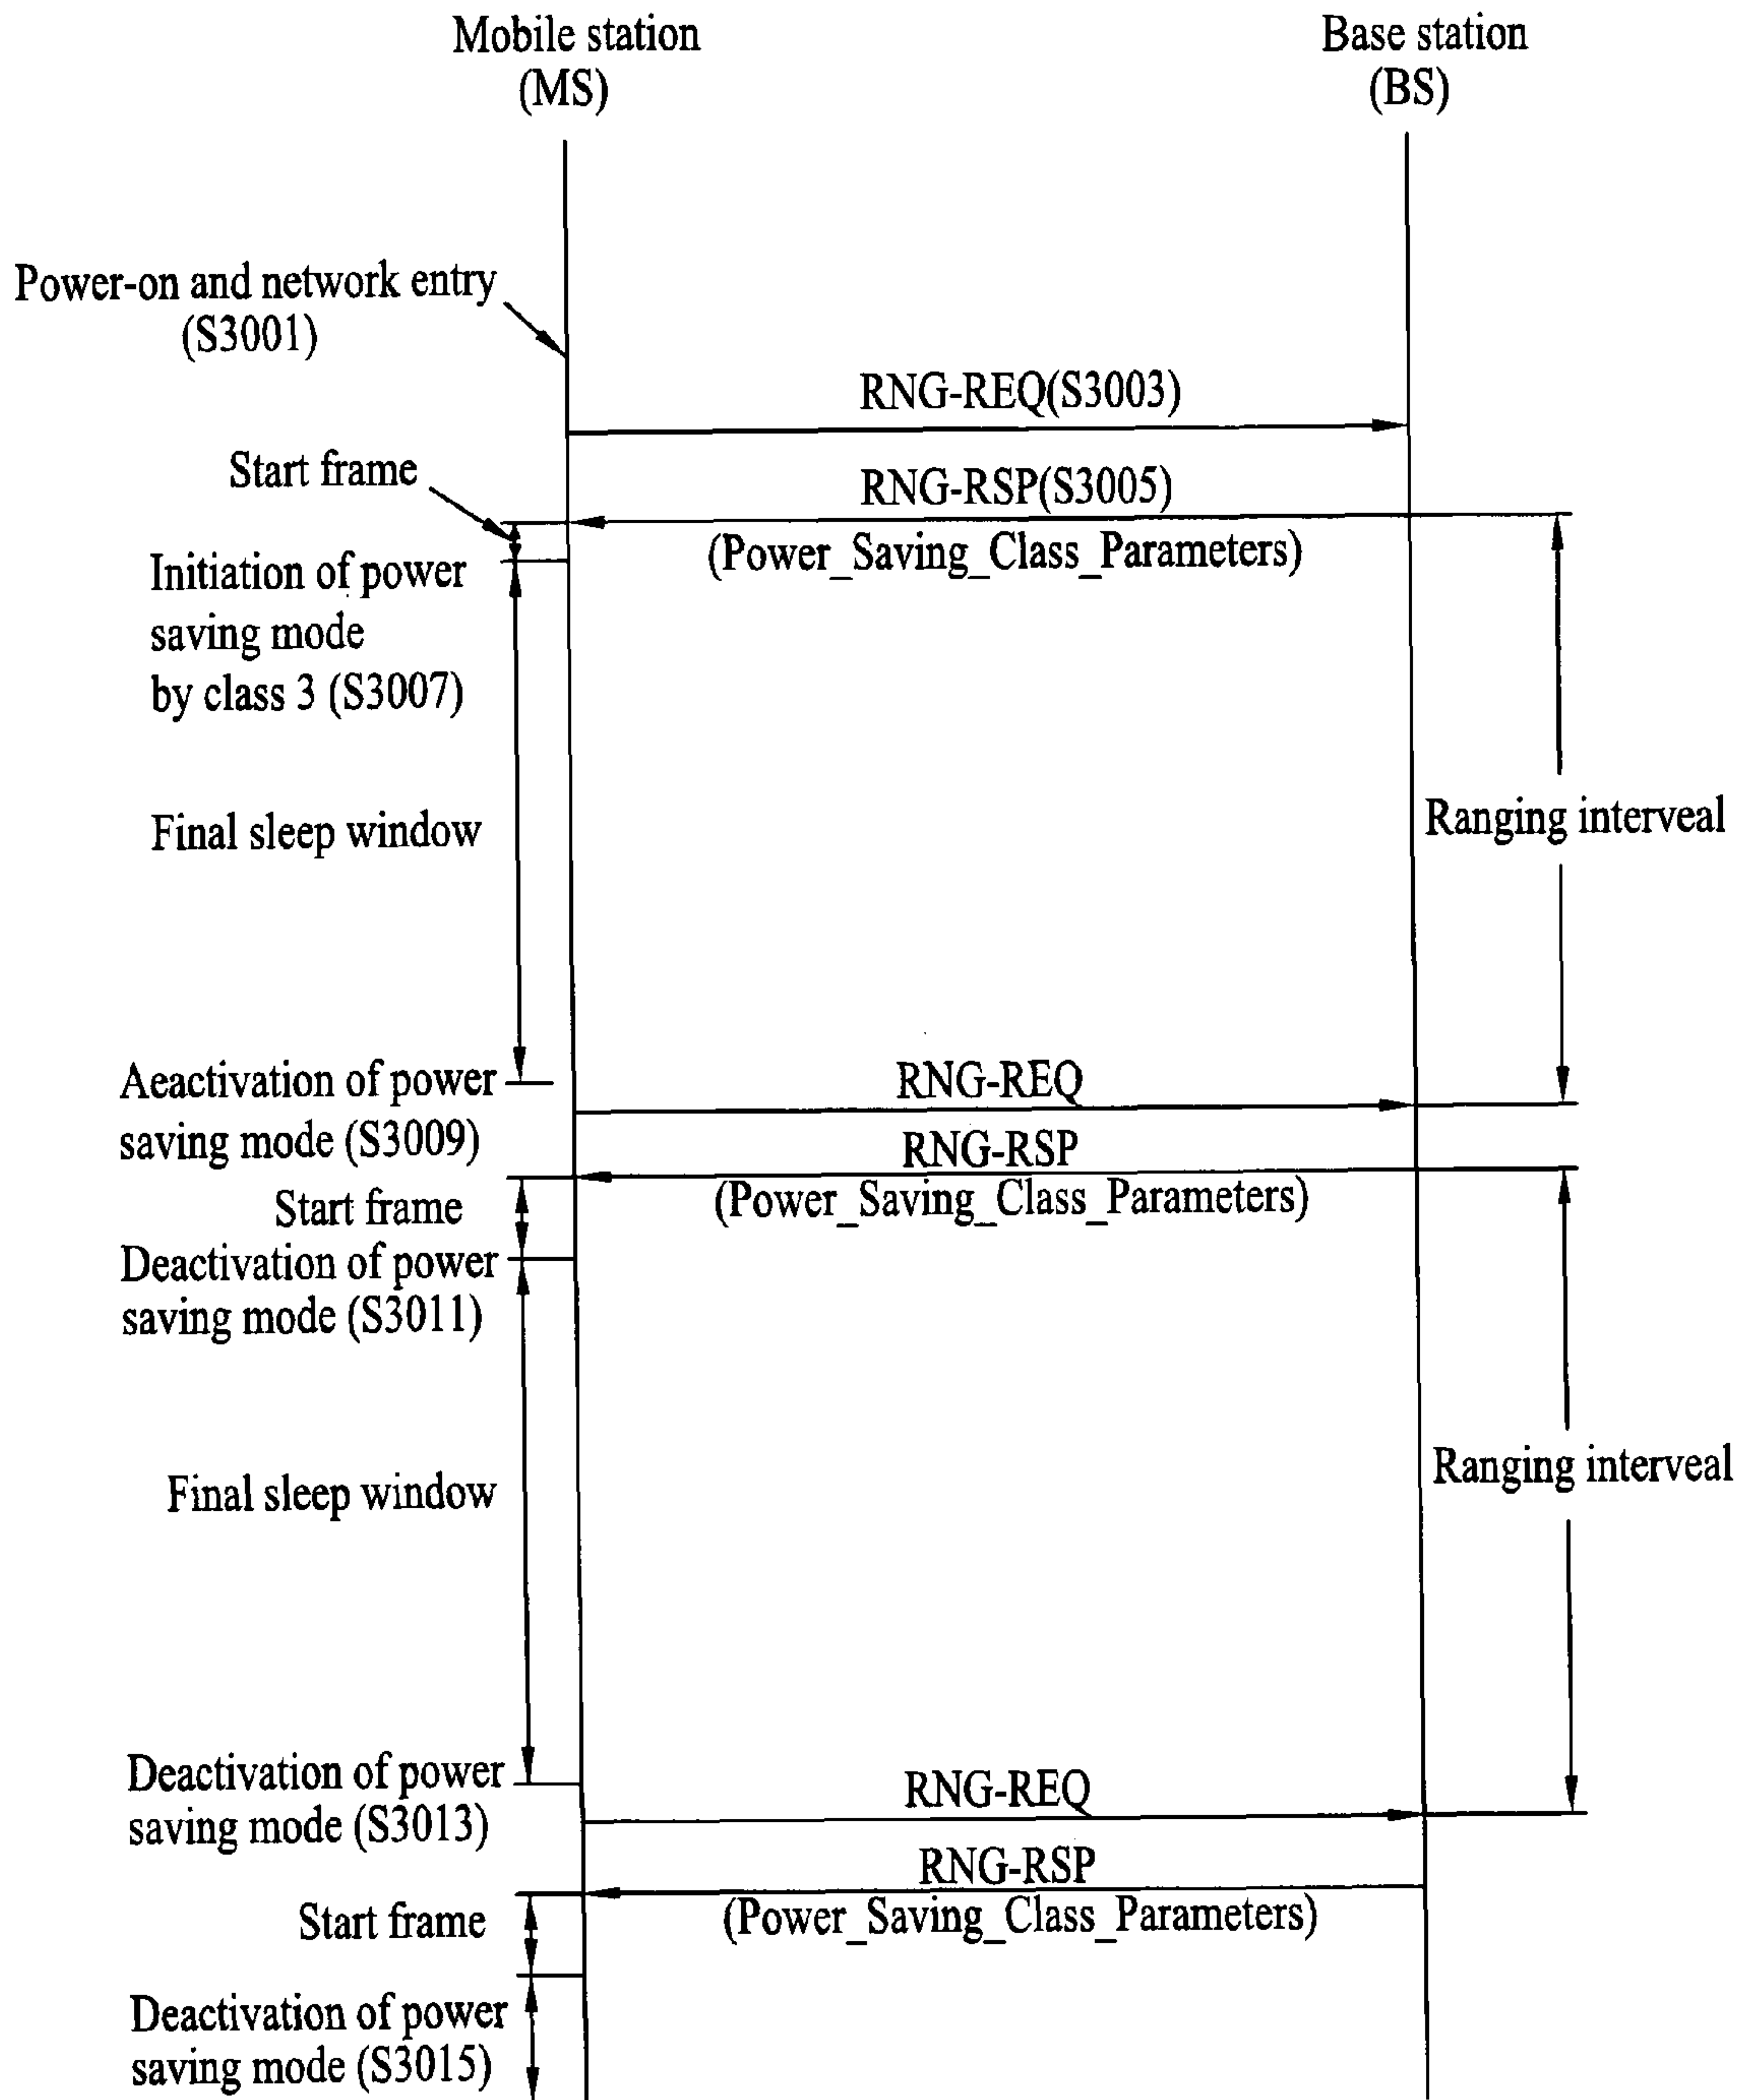 Mobile station
(MS)
Base station
(BS)
Power-on and network entry
(S3001)
RNG-REQ(S3003)
Start frame
RNG-RSP(S3005)
(Power_Saving_Class_Parameters)
Initiation of power
saving mode
by class 3 (S3007)
Final sleep window
Ranging interveal
Aeactivation of power
saving mode (S3009)
RNG-REQ
RNG-RSP
(Power_Saving_Class_Parameters)
Start frame
Deactivation of power
saving mode (S3011)
Final sleep window
Ranging interveal
Deactivation of power
saving mode (S3013)
RNG-REQ
RNG-RSP
(Power_Saving_Class_Parameters)
Start frame
Deactivation of power
saving mode (S3015)